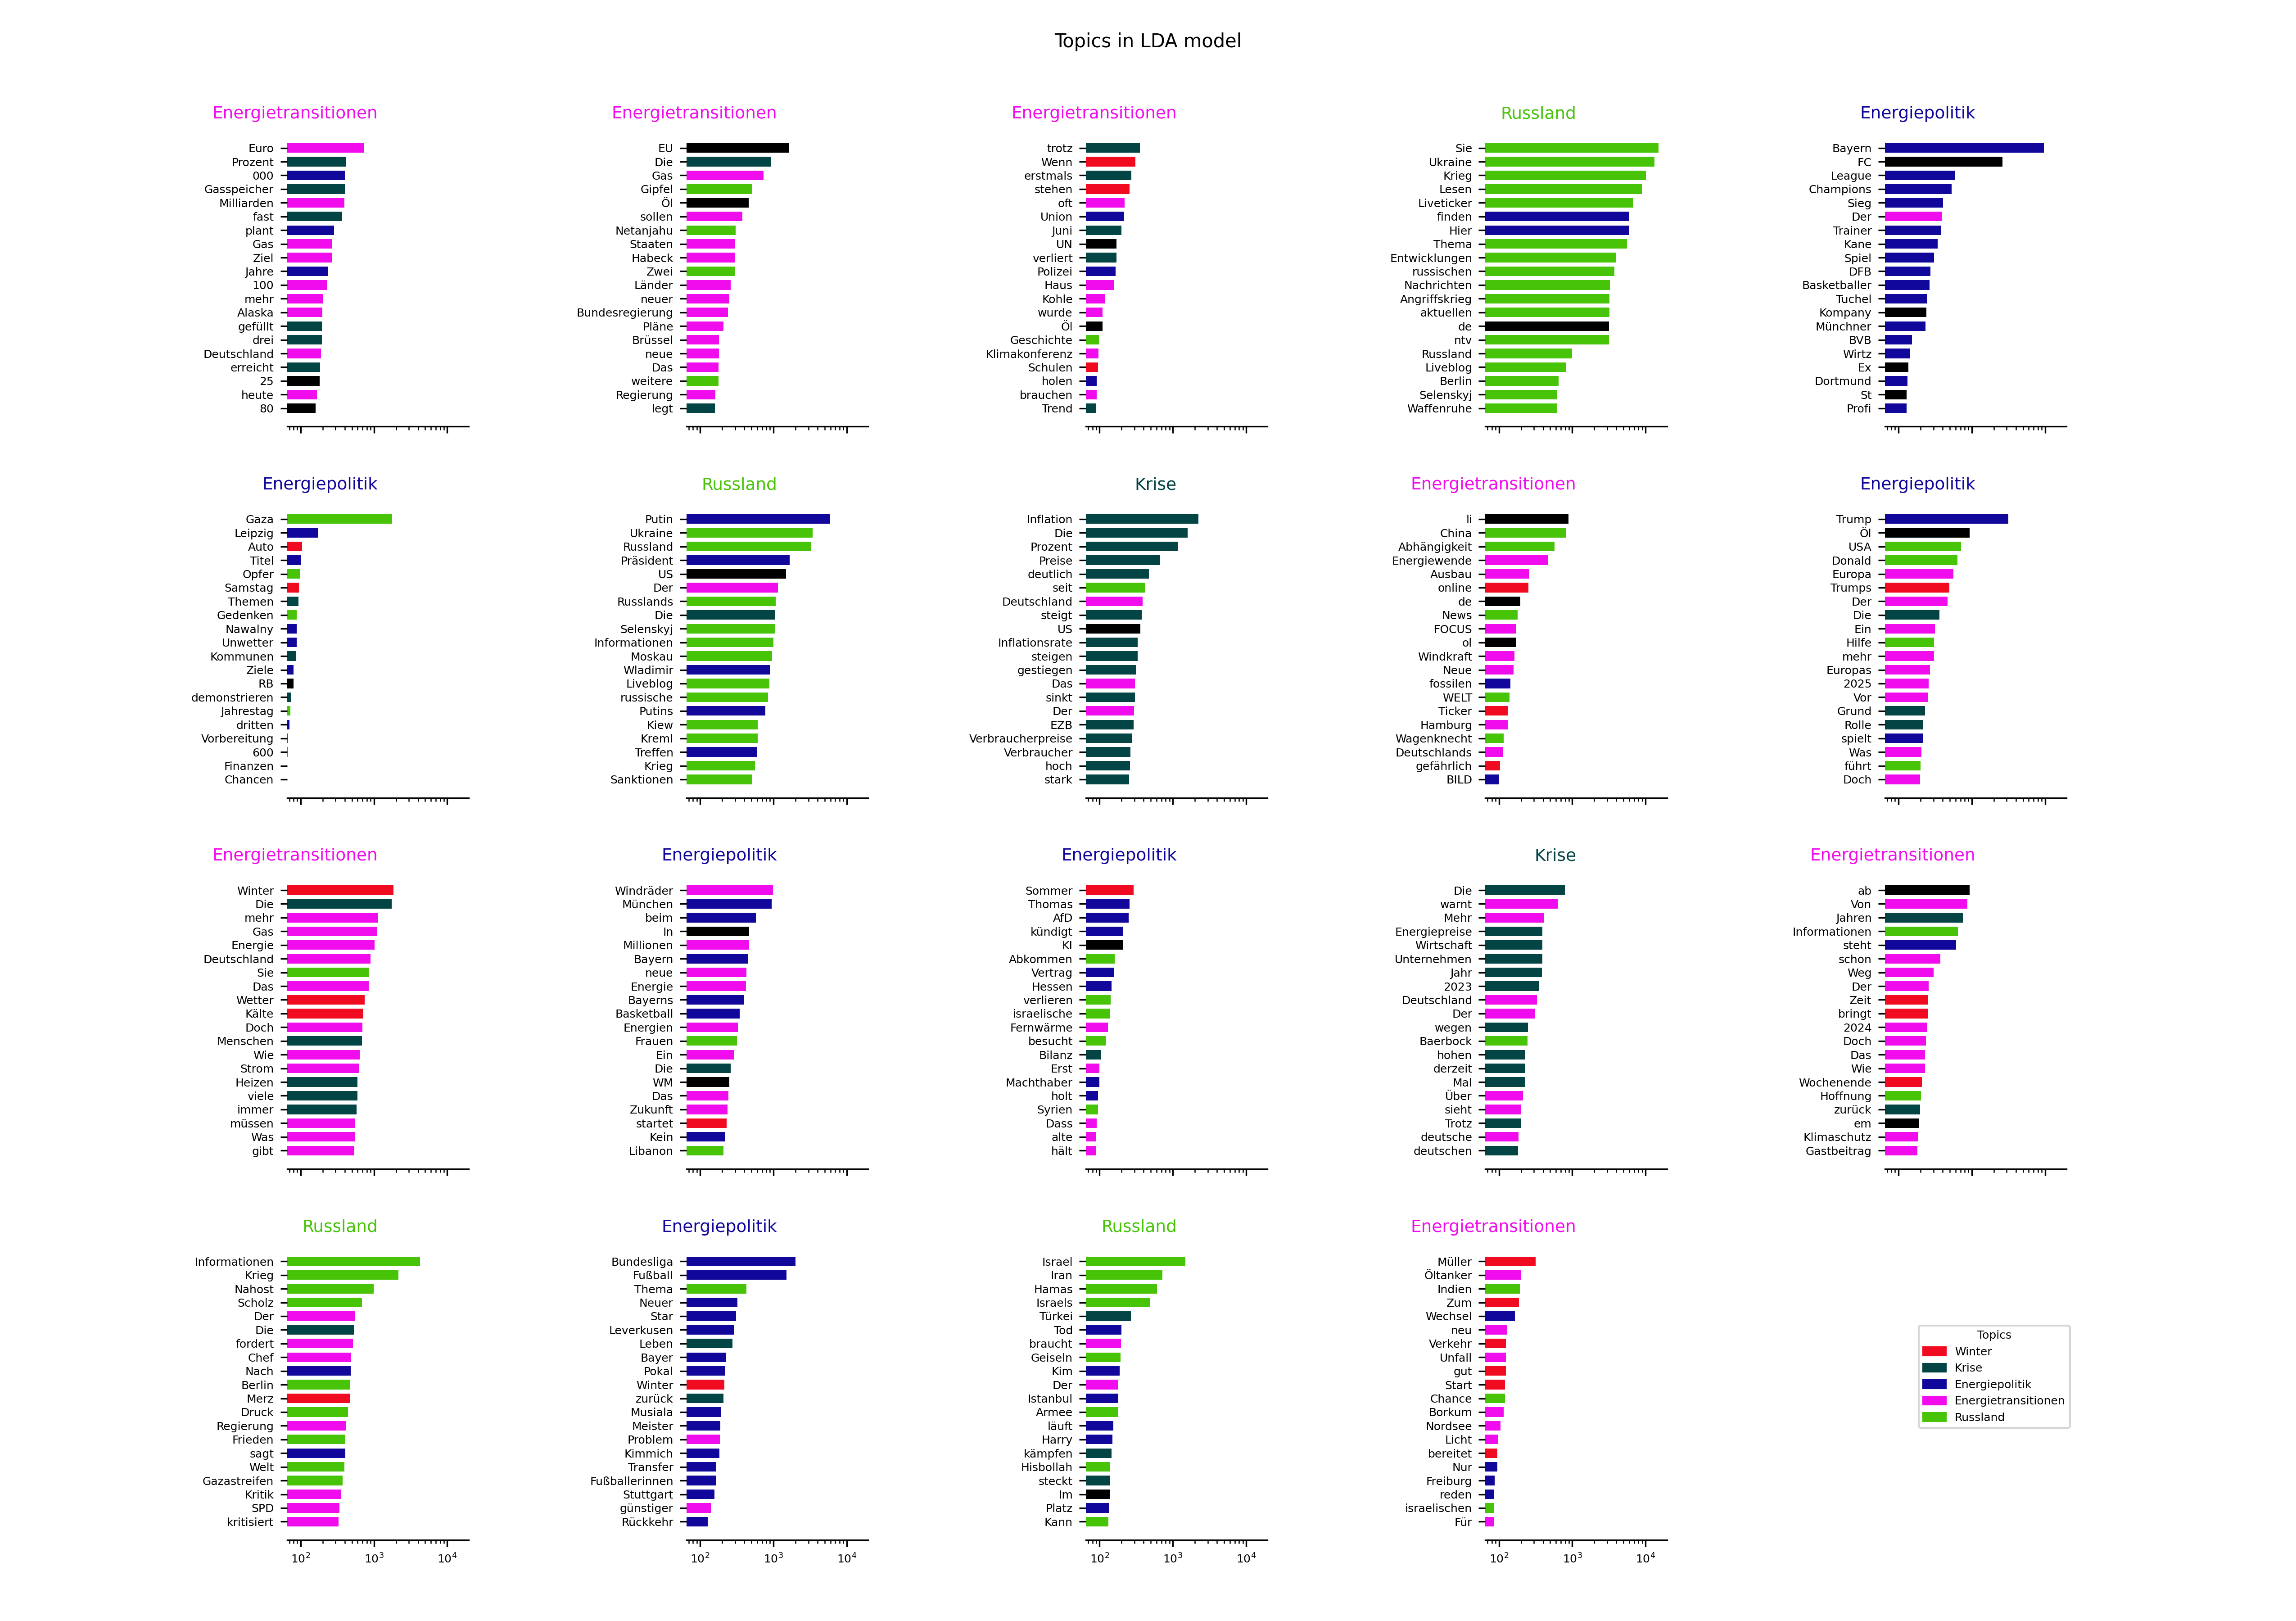 Topics in LDA model
Energietransitionen
Euro
Prozent
000
Gasspeicher
Milliarden
fast
plant
Gas
Ziel
Jahre
100
mehr
Alaska
gefüllt
drei
Deutschland
erreicht
25
heute
80
Energietransitionen
EU
Die
Gas
Gipfel
Öl
sollen
Netanjahu
Staaten
Habeck
Zwei
Länder
neuer
Bundesregierung
Pläne
Brüssel
neue
Das
weitere
Regierung
legt
Energietransitionen
trotz
Wenn
erstmals
stehen
oft
Union
Juni
UN
verliert
Polizei
Haus
Kohle
wurde
Öl
Geschichte
Klimakonferenz
Schulen
holen
brauchen
Trend
Russland
Sie
Ukraine
Krieg
Lesen
Liveticker
finden
Hier
Thema
Entwicklungen
russischen
Nachrichten
Angriffskrieg
aktuellen
de
ntv
Russland
Liveblog
Berlin
Selenskyj
Waffenruhe
Energiepolitik
Bayern
FC
League
Champions
Sieg
Der
Trainer
Kane
Spiel
DFB
Basketballer
Tuchel
Kompany
Münchner
BVB
Wirtz
Ex
Dortmund
St
Profi
Energiepolitik
Gaza
Leipzig
Auto
Titel
Opfer
Samstag
Themen
Gedenken
Nawalny
Unwetter
Kommunen
Ziele
RB
demonstrieren
Jahrestag
dritten
Vorbereitung
600
Finanzen
Chancen
Russland
Putin
Ukraine
Russland
Präsident
US
Der
Russlands
Die
Selenskyj
Informationen
Moskau
Wladimir
Liveblog
russische
Putins
Kiew
Kreml
Treffen
Krieg
Sanktionen
Krise
Inflation
Die
Prozent
Preise
deutlich
seit
Deutschland
steigt
US
Inflationsrate
steigen
gestiegen
Das
sinkt
Der
EZB
Verbraucherpreise
Verbraucher
hoch
stark
Energietransitionen
li
China
Abhängigkeit
Energiewende
Ausbau
online
de
News
FOCUS
ol
Windkraft
Neue
fossilen
WELT
Ticker
Hamburg
Wagenknecht
Deutschlands
gefährlich
BILD
Energiepolitik
Trump
Öl
USA
Donald
Europa
Trumps
Der
Die
Ein
Hilfe
mehr
Europas
2025
Vor
Grund
Rolle
spielt
Was
führt
Doch
Energietransitionen
Winter
Die
mehr
Gas
Energie
Deutschland
Sie
Das
Wetter
Kälte
Doch
Menschen
Wie
Strom
Heizen
viele
immer
müssen
Was
gibt
Energiepolitik
Windräder
München
beim
In
Millionen
Bayern
neue
Energie
Bayerns
Basketball
Energien
Frauen
Ein
Die
WM
Das
Zukunft
startet
Kein
Libanon
Energiepolitik
Sommer
Thomas
AfD
kündigt
KI
Abkommen
Vertrag
Hessen
verlieren
israelische
Fernwärme
besucht
Bilanz
Erst
Machthaber
holt
Syrien
Dass
alte
hält
Krise
Die
warnt
Mehr
Energiepreise
Wirtschaft
Unternehmen
Jahr
2023
Deutschland
Der
wegen
Baerbock
hohen
derzeit
Mal
Über
sieht
Trotz
deutsche
deutschen
Energietransitionen
ab
Von
Jahren
Informationen
steht
schon
Weg
Der
Zeit
bringt
2024
Doch
Das
Wie
Wochenende
Hoffnung
zurück
em
Klimaschutz
Gastbeitrag
Russland
Informationen
Krieg
Nahost
Scholz
Der
Die
fordert
Chef
Nach
Berlin
Merz
Druck
Regierung
Frieden
sagt
Welt
Gazastreifen
Kritik
SPD
kritisiert
10² 10³ 10⁴
Energiepolitik
Bundesliga
Fußball
Thema
Neuer
Star
Leverkusen
Leben
Bayer
Pokal
Winter
zurück
Musiala
Meister
Problem
Kimmich
Transfer
Fußballerinnen
Stuttgart
günstiger
Rückkehr
10² 10³ 10⁴
Russland
Israel
Iran
Hamas
Israels
Türkei
Tod
braucht
Geiseln
Kim
Der
Istanbul
Armee
läuft
Harry
kämpfen
Hisbollah
steckt
Im
Platz
Kann
10² 10³ 10⁴
Energietransitionen
Müller
Öltanker
Indien
Zum
Wechsel
neu
Verkehr
Unfall
gut
Start
Chance
Borkum
Nordsee
Licht
bereitet
Nur
Freiburg
reden
israelischen
Für
10² 10³ 10⁴
Topics
Winter
Krise
Energiepolitik
Energietransitionen
Russland